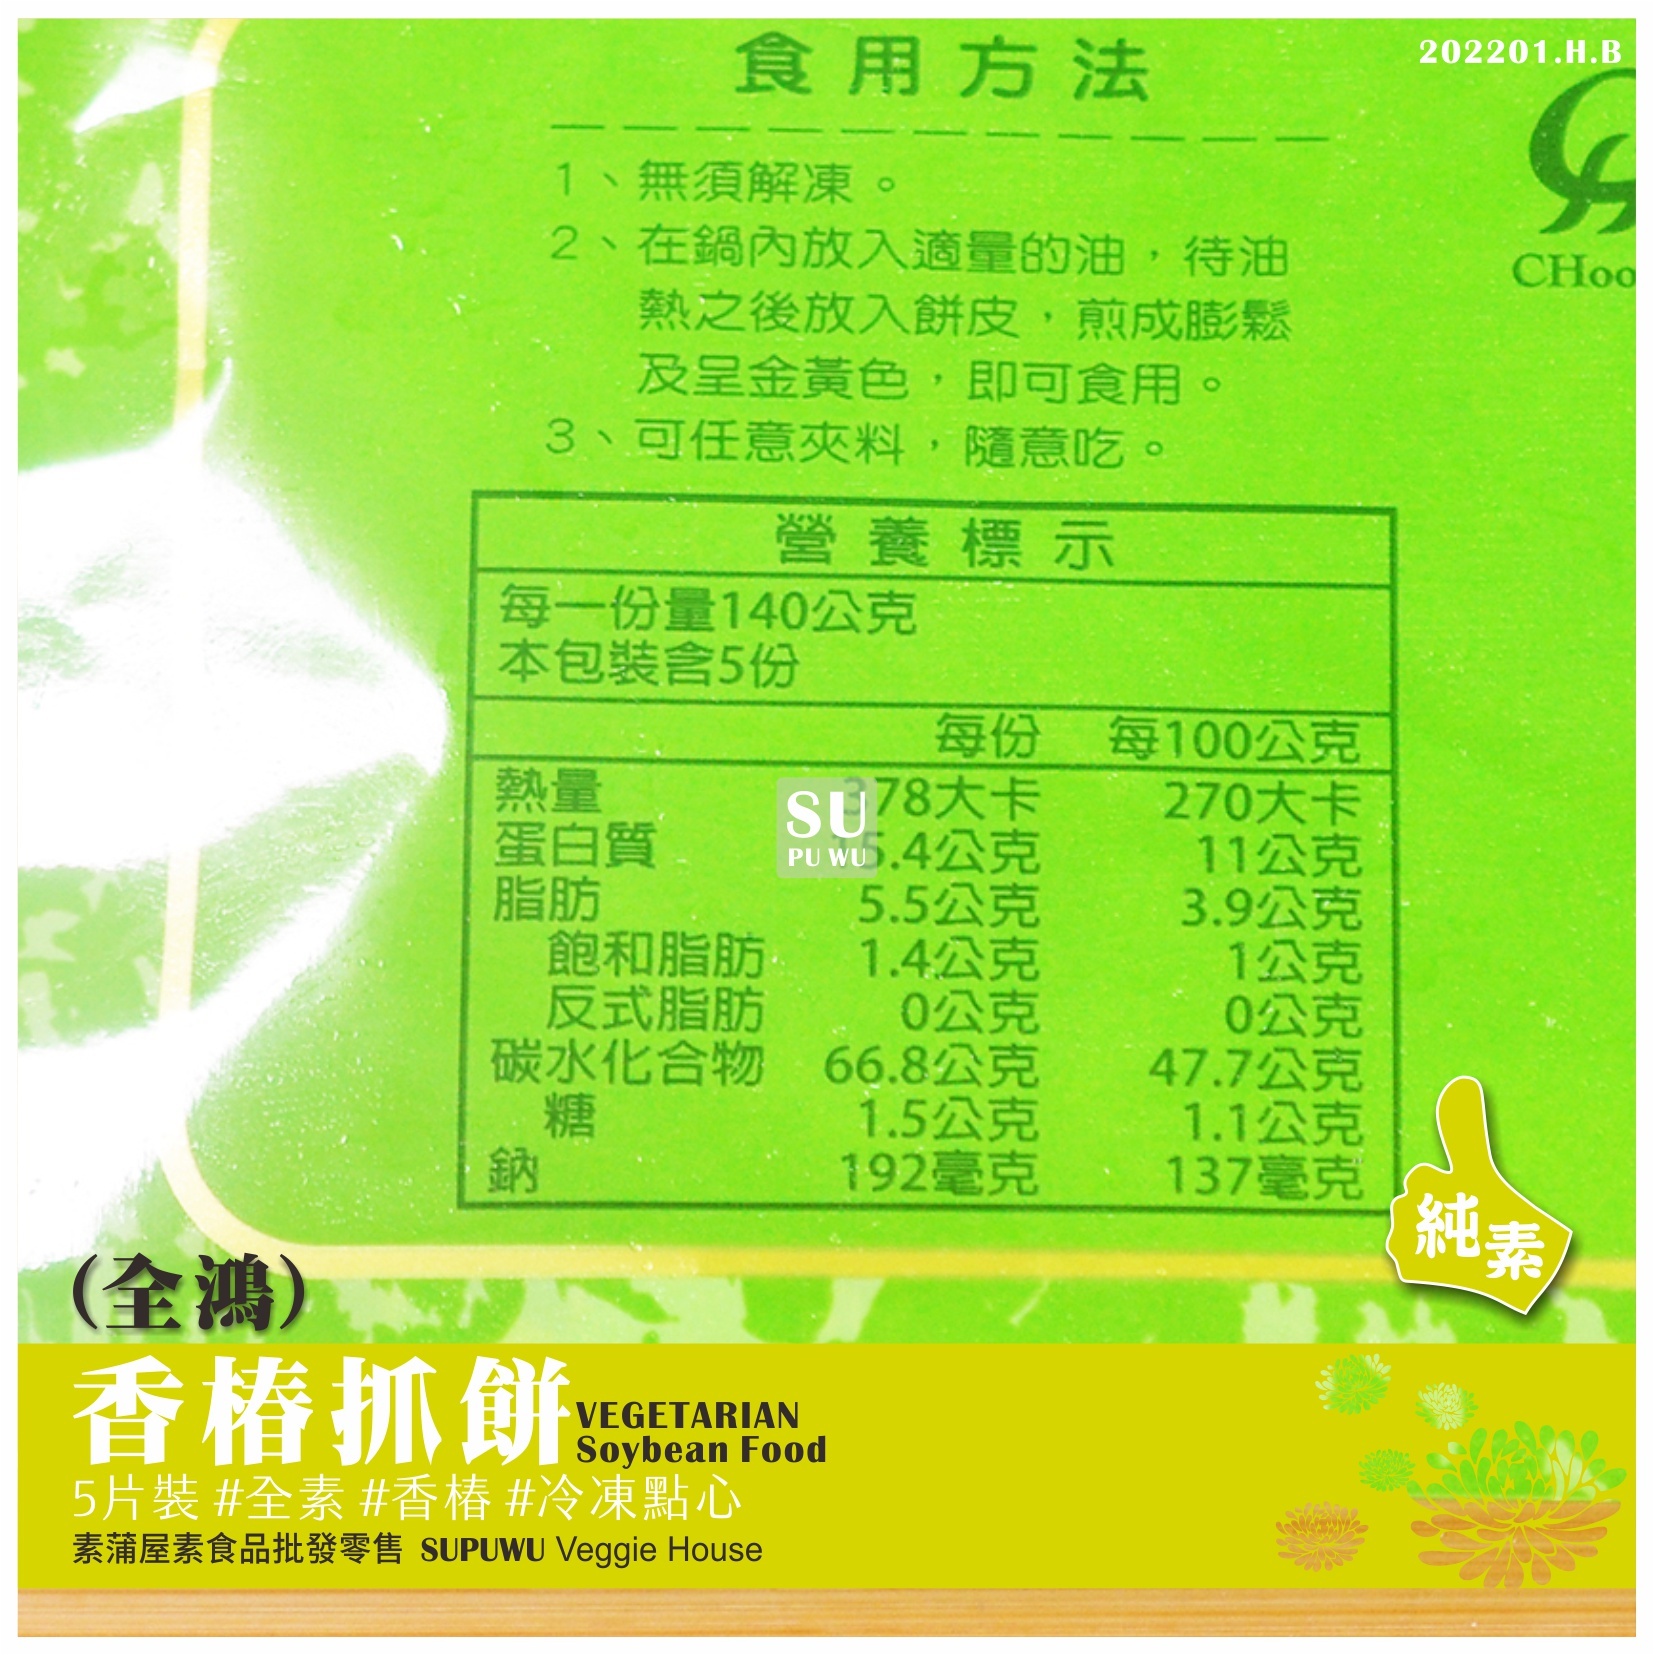 202201.H.B
食用方法
1、無須解凍。
2、在鍋內放入適量的油，待油
熱之後放入餅皮，煎成膨鬆
及呈金黃色，即可食用。
3、可任意夾料，隨意吃。
CHoo
營養標示
每一份量140公克
本包裝含5份
每份 每100公克
熱量 378大卡 270大卡
蛋白質 15.4公克 11公克
脂肪 5.5公克 3.9公克
飽和脂肪 1.4公克 1公克
反式脂肪 0公克 0公克
碳水化合物 66.8公克 47.7公克
糖 1.5公克 1.1公克
鈉 192毫克 137毫克
SU
PU WU
純素
(全鴻)
香椿抓餅
VEGETARIAN
Soybean Food
5片裝 #全素 #香椿 #冷凍點心
素蒲屋素食品批發零售 SUPUWU Veggie House